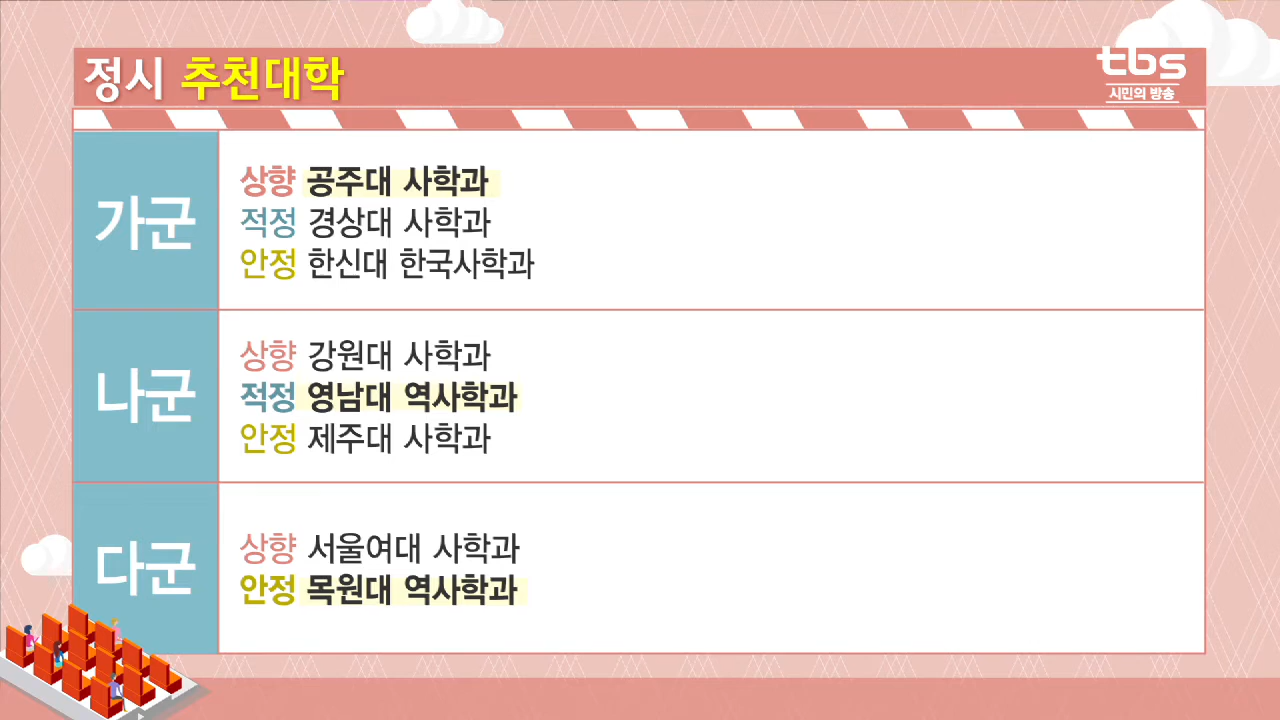 정시 추천대학
tbs
시민의 방송
가군
상향 공주대 사학과
적정 경상대 사학과
안정 한신대 한국사학과
나군
상향 강원대 사학과
적정 영남대 역사학과
안정 제주대 사학과
다군
상향 서울여대 사학과
안정 목원대 역사학과